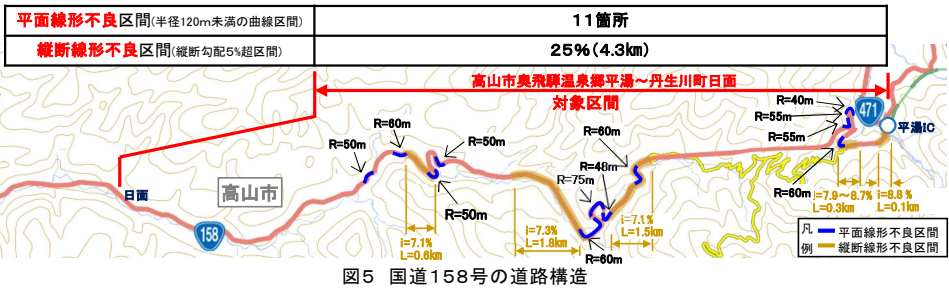 平面線形不良区間(半径120m未満の曲線区間) 11箇所
縦断線形不良区間(縦断勾配5%超区間) 25%(4.3km)
高山市奥飛騨温泉郷平湯～丹生川町日面
対象区間
R=40m
R=55m
R=55m
471
平湯IC
R=60m
R=50m
R=60m
R=50m
R=50m
R=60m
R=48m
R=75m
R=60m
日面
高山市
158
i=7.1%
L=0.6km
i=7.3%
L=1.8km
i=7.1%
L=1.5km
i=7.9～8.7%
L=0.3km
i=8.8%
L=0.1km
凡例
平面線形不良区間
縦断線形不良区間
図5 国道158号の道路構造